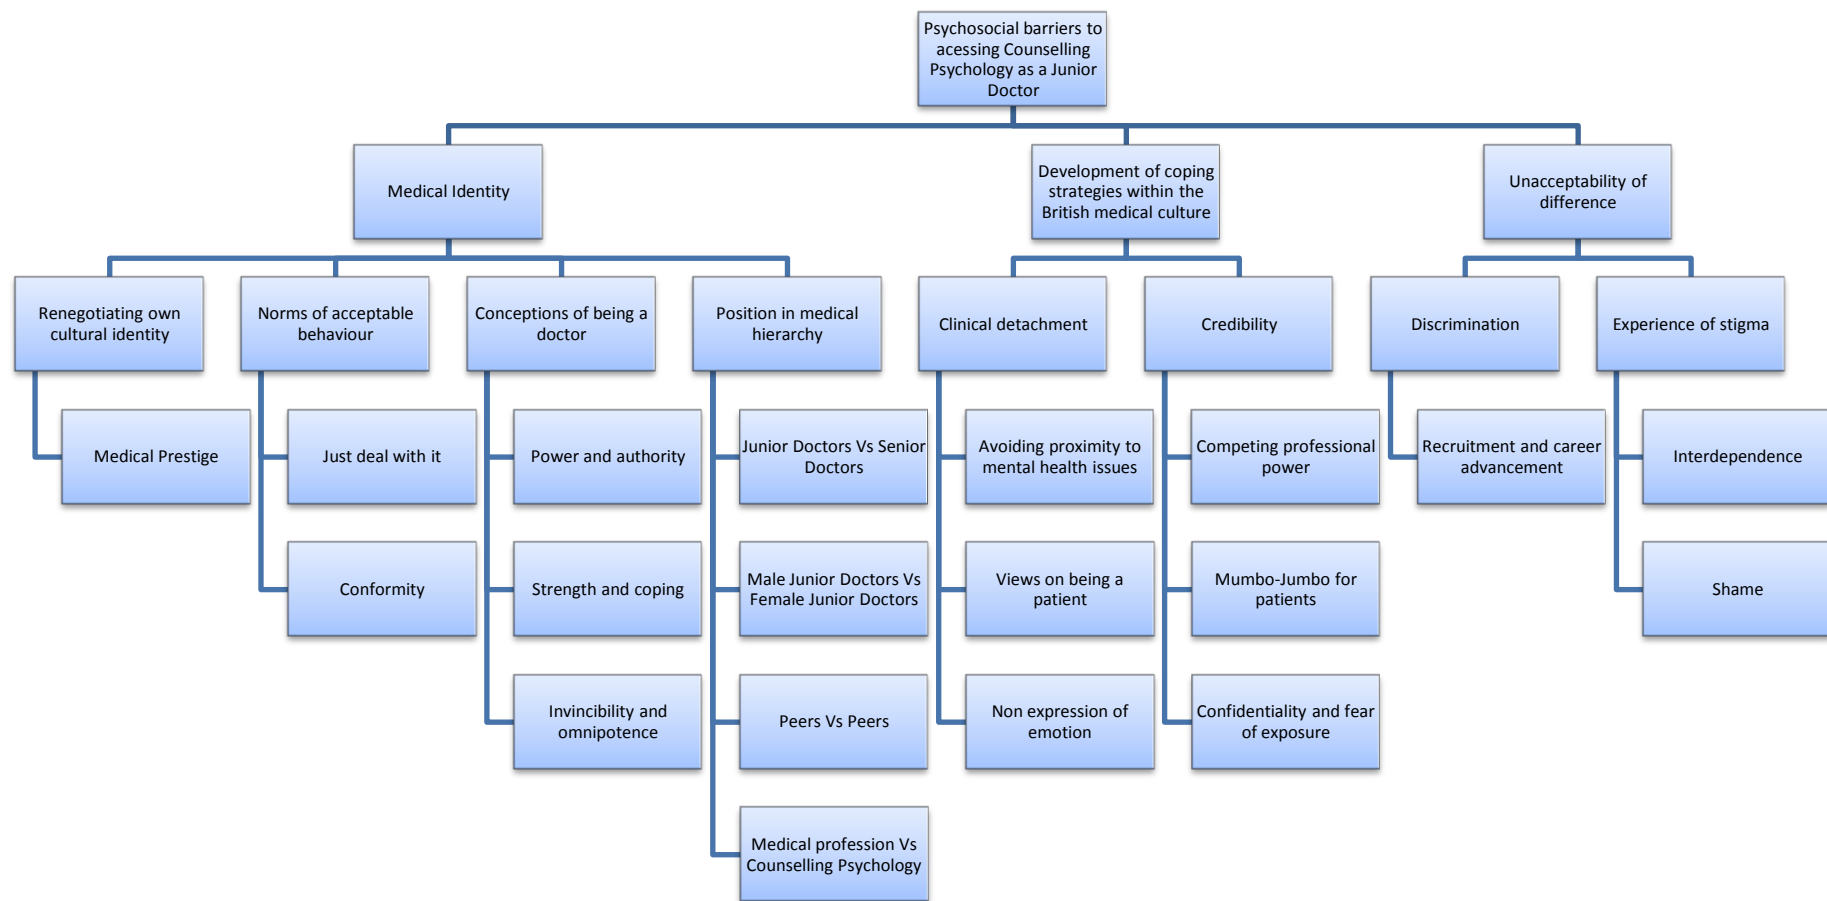 Psychosocial barriers to
acessing Counselling
Psychology as a Junior
Doctor
Medical Identity
Development of coping
strategies within the
British medical culture
Unacceptability of
difference
Renegotiating own
cultural identity
Norms of acceptable
behaviour
Conceptions of being a
doctor
Position in medical
hierarchy
Clinical detachment
Credibility
Discrimination
Experience of stigma
Medical Prestige
Just deal with it
Power and authority
Junior Doctors Vs Senior
Doctors
Avoiding proximity to
mental health issues
Competing professional
power
Recruitment and career
advancement
Interdependence
Conformity
Strength and coping
Male Junior Doctors Vs
Female Junior Doctors
Views on being a
patient
Mumbo-Jumbo for
patients
Shame
Invincibility and
omnipotence
Peers Vs Peers
Non expression of
emotion
Confidentiality and fear
of exposure
Medical profession Vs
Counselling Psychology